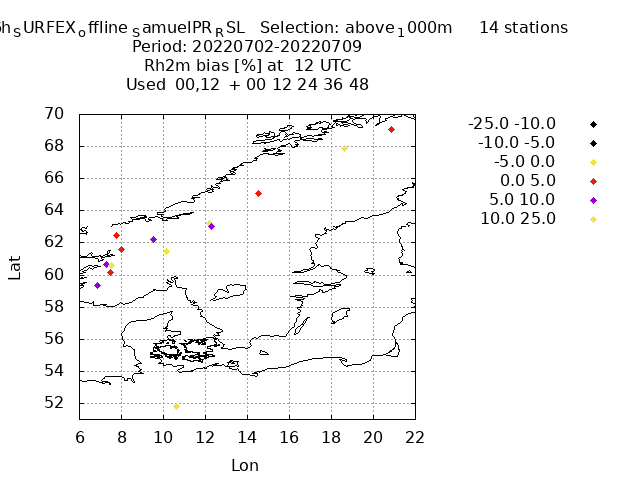 6h_SURFEX_offline_SamuelPR_RSL Selection: above_1000m 14 stations
Period: 20220702-20220709
Rh2m bias [%] at 12 UTC
Used 00,12 + 00 12 24 36 48
-25.0 -10.0
-10.0 -5.0
-5.0 0.0
0.0 5.0
5.0 10.0
10.0 25.0
70
68
66
64
62
60
58
56
54
52
Lat
6 8 10 12 14 16 18 20 22
Lon